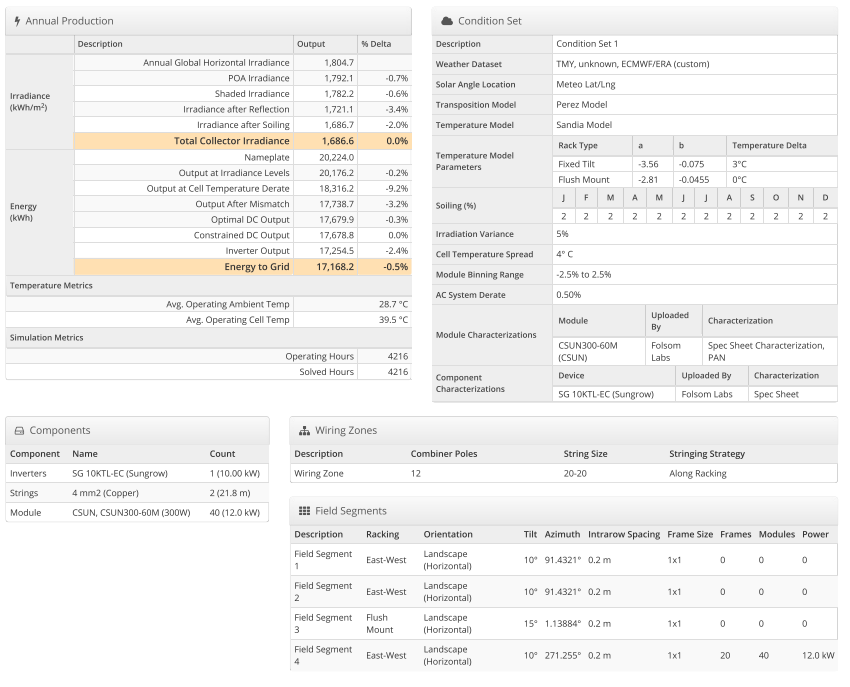 Annual Production
Description Output % Delta
Irradiance (kWh/m²)
Annual Global Horizontal Irradiance 1,804.7
POA Irradiance 1,792.1 -0.7%
Shaded Irradiance 1,782.2 -0.6%
Irradiance after Reflection 1,721.1 -3.4%
Irradiance after Soiling 1,686.7 -2.0%
Total Collector Irradiance 1,686.6 0.0%
Energy (kWh)
Nameplate 20,224.0
Output at Irradiance Levels 20,176.2 -0.2%
Output at Cell Temperature Derate 18,316.2 -9.2%
Output After Mismatch 17,738.7 -3.2%
Optimal DC Output 17,679.9 -0.3%
Constrained DC Output 17,678.8 0.0%
Inverter Output 17,254.5 -2.4%
Energy to Grid 17,168.2 -0.5%
Temperature Metrics
Avg. Operating Ambient Temp 28.7 °C
Avg. Operating Cell Temp 39.5 °C
Simulation Metrics
Operating Hours 4216
Solved Hours 4216
Condition Set
Description Condition Set 1
Weather Dataset TMY, unknown, ECMWF/ERA (custom)
Solar Angle Location Meteo Lat/Lng
Transposition Model Perez Model
Temperature Model Sandia Model
Temperature Model Parameters
Rack Type a b Temperature Delta
Fixed Tilt -3.56 -0.075 3°C
Flush Mount -2.81 -0.0455 0°C
Soiling (%)
J F M A M J J A S O N D
2 2 2 2 2 2 2 2 2 2 2 2
Irradiation Variance 5%
Cell Temperature Spread 4° C
Module Binning Range -2.5% to 2.5%
AC System Derate 0.50%
Module Characterizations
Module Uploaded By Characterization
CSUN300-60M (CSUN) Folsom Labs Spec Sheet Characterization, PAN
Component Characterizations
Device Uploaded By Characterization
SG 10KTL-EC (Sungrow) Folsom Labs Spec Sheet
Components
Component Name Count
Inverters SG 10KTL-EC (Sungrow) 1 (10.00 kW)
Strings 4 mm2 (Copper) 2 (21.8 m)
Module CSUN, CSUN300-60M (300W) 40 (12.0 kW)
Wiring Zones
Description Combiner Poles String Size Stringing Strategy
Wiring Zone 12 20-20 Along Racking
Field Segments
Description Racking Orientation Tilt Azimuth Intrarow Spacing Frame Size Frames Modules Power
Field Segment 1 East-West Landscape (Horizontal) 10° 91.4321° 0.2 m 1x1 0 0 0
Field Segment 2 East-West Landscape (Horizontal) 10° 91.4321° 0.2 m 1x1 0 0 0
Field Segment 3 Flush Mount Landscape (Horizontal) 15° 1.13884° 0.2 m 1x1 0 0 0
Field Segment 4 East-West Landscape (Horizontal) 10° 271.255° 0.2 m 1x1 20 40 12.0 kW